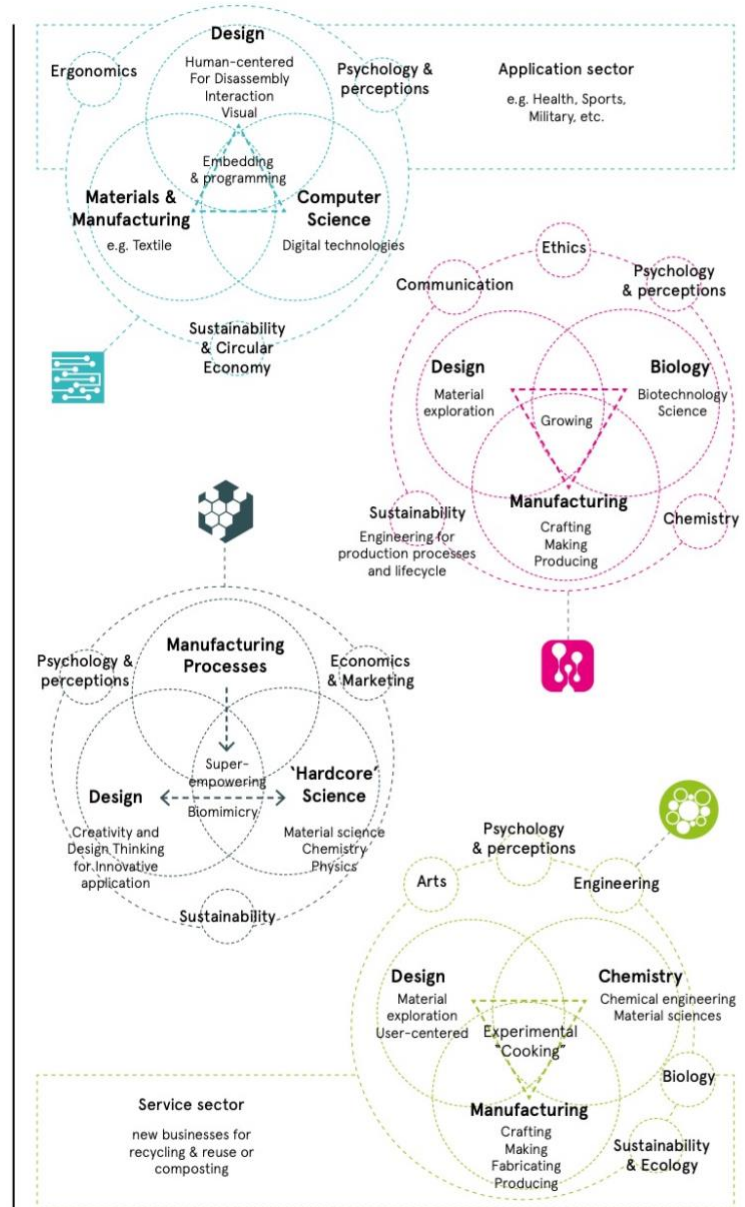 Design
Human-centered
For Disassembly
Interaction
Visual
Ergonomics
Psychology &
perceptions
Application sector
e.g. Health, Sports,
Military, etc.
Embedding
& programming
Materials &
Manufacturing
e.g. Textile
Computer
Science
Digital technologies
Sustainability
& Circular
Economy
Ethics
Communication
Psychology
& perceptions
Design
Material
exploration
Biology
Biotechnology
Science
Growing
Manufacturing
Crafting
Making
Producing
Sustainability
Engineering for
production processes
and lifecycle
Chemistry
Manufacturing
Processes
Psychology &
perceptions
Economics
& Marketing
Super-
empowering
Biomimicry
Design
Creativity and
Design Thinking
for Innovative
application
'Hardcore'
Science
Material science
Chemistry
Physics
Sustainability
Psychology
& perceptions
Arts
Engineering
Design
Material
exploration
User-centered
Chemistry
Chemical engineering
Material sciences
Experimental
"Cooking"
Biology
Manufacturing
Crafting
Making
Fabricating
Producing
Sustainability
& Ecology
Service sector
new businesses for
recycling & reuse or
composting